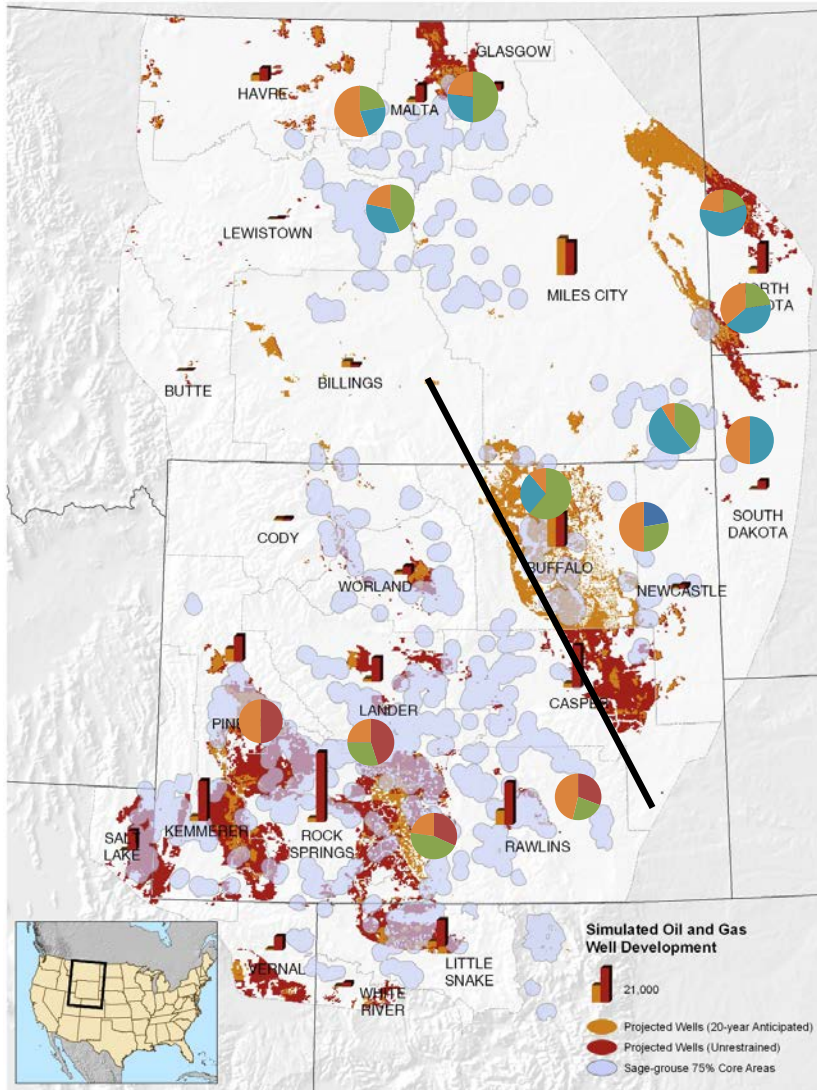 GLASGOW
HAVRE
MALTA
LEWISTOWN
MILES CITY
BUTTE
BILLINGS
SOUTH
DAKOTA
CODY
BUFFALO
WORLAND
NEWCASTLE
LANDER
CASPER
KEMMERER
ROCK
SPRINGS
SALT
LAKE
RAWLINS
VERNAL
LITTLE
SNAKE
WHITE
RIVER
Simulated Oil and Gas
Well Development
21,000
Projected Wells (20-year Anticipated)
Projected Wells (Unrestrained)
Sage-grouse 75% Core Areas